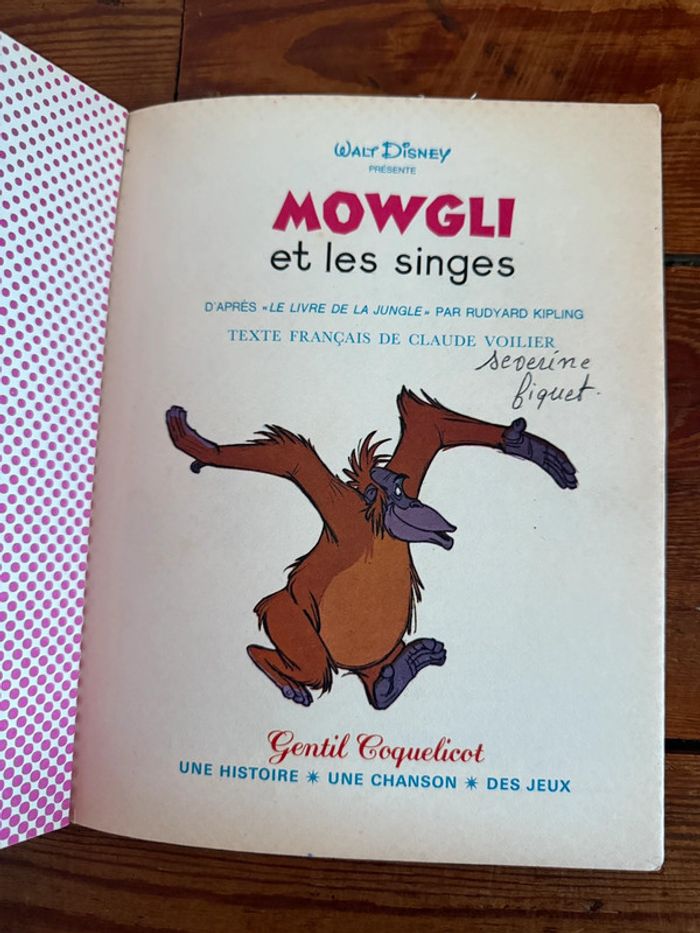 WALT DISNEY
PRÉSENTE
MOWGLI
et les singes
D'APRÈS «LE LIVRE DE LA JUNGLE» PAR RUDYARD KIPLING
TEXTE FRANÇAIS DE CLAUDE VOILIER
severine
fiquet.
Gentil Coquelicot
UNE HISTOIRE ✶ UNE CHANSON ✶ DES JEUX